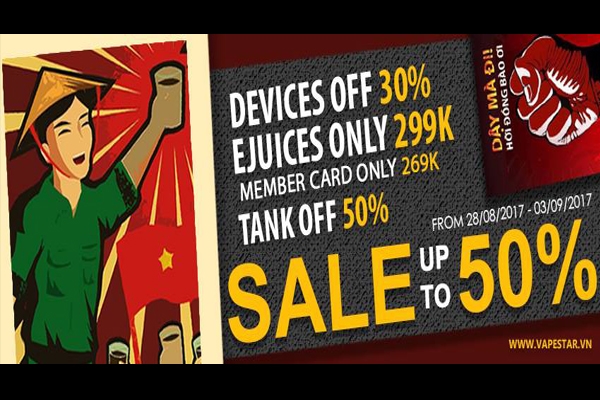 DEVICES OFF 30%
EJUICES ONLY 299K
MEMBER CARD ONLY 269K
TANK OFF 50%
DẬY MÀ ĐI!
HỠI ĐỒNG BÀO ƠI
FROM 28/08/2017 - 03/09/2017
SALE UP TO 50%
WWW.VAPESTAR.VN